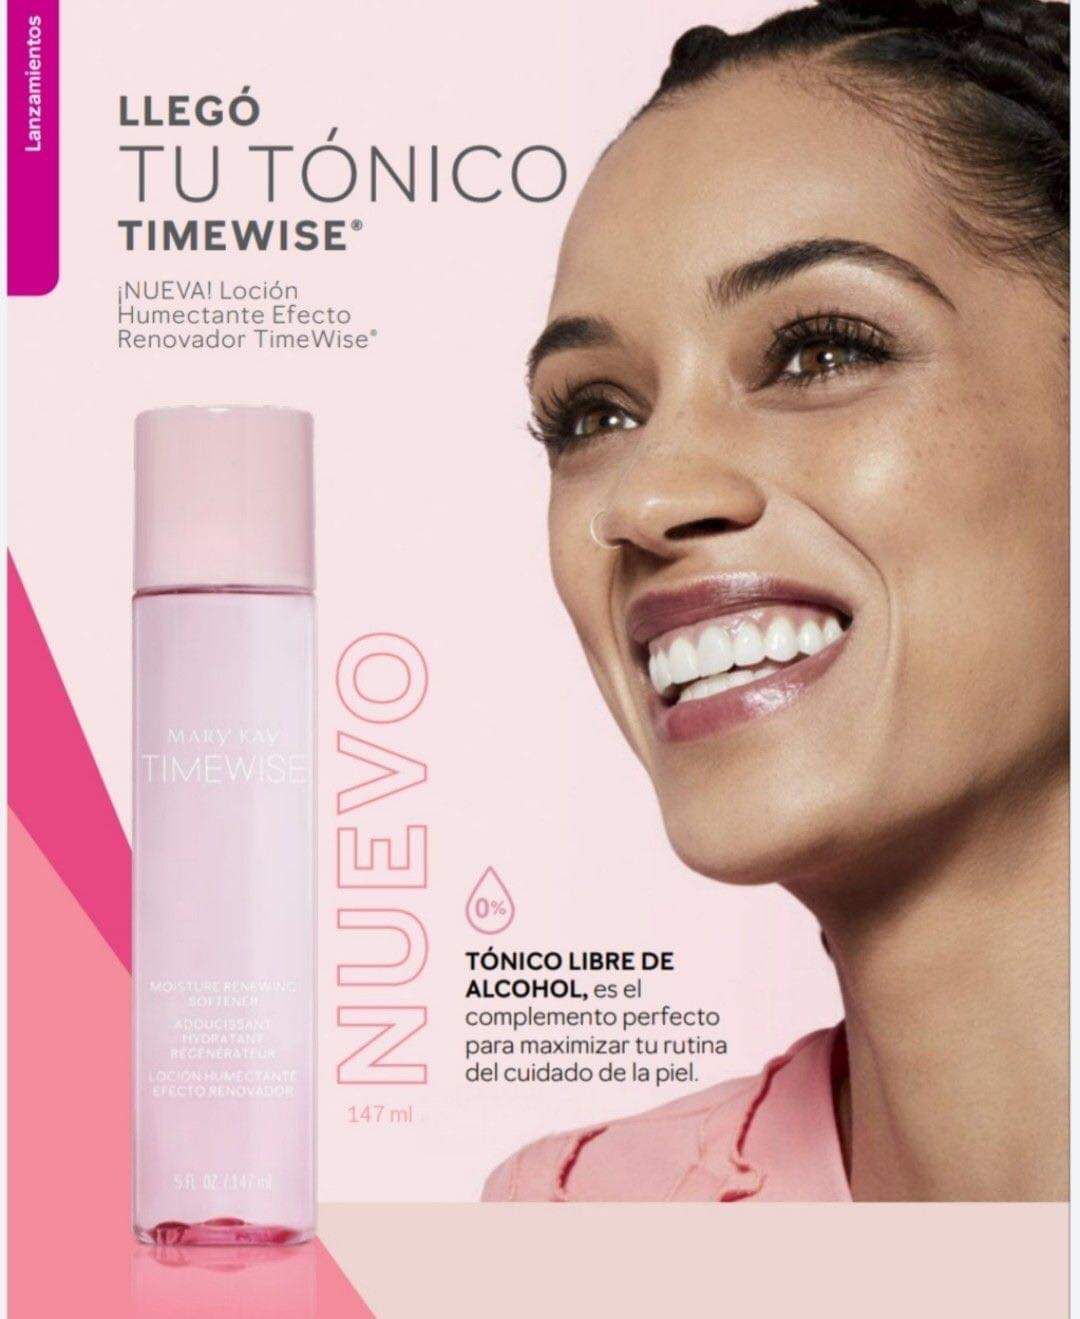 Lanzamientos
LLEGÓ
TU TÓNICO
TIMEWISE®
¡NUEVA! Loción
Humectante Efecto
Renovador TimeWise®
MARY KAY
TIMEWISE
MOISTURE RENEWING
SOFTENER
ADOUCISSANT
HYDRATANT
RÉGÉNÉRATEUR
LOCIÓN HUMECTANTE
EFECTO RENOVADOR
5 FL. OZ. / 147 ml
NUEVO
147 ml
0%
TÓNICO LIBRE DE
ALCOHOL, es el
complemento perfecto
para maximizar tu rutina
del cuidado de la piel.